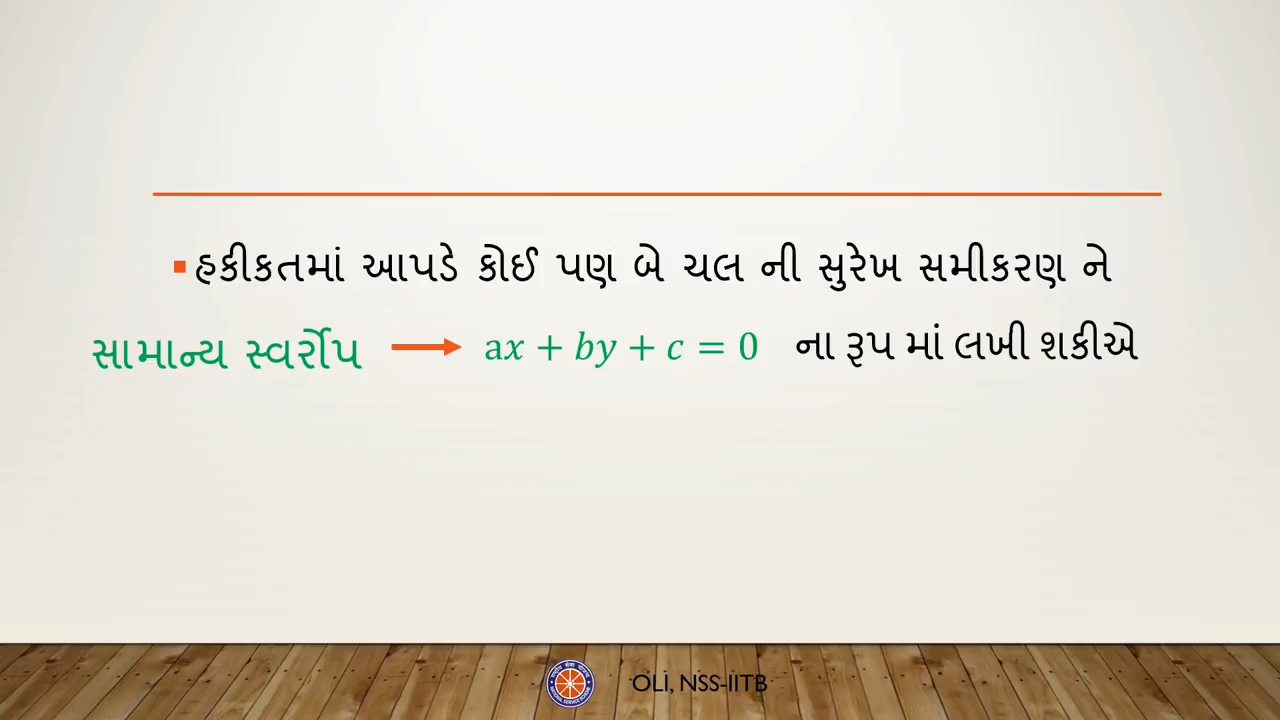 હકીકતમાં આપડે કોઈ પણ બે ચલ ની સુરેખ સમીકરણ ને
સામાન્ય સ્વર્રોપ → ax + by + c = 0 ના રૂપ માં લખી શકીએ
OLI, NSS-IITB